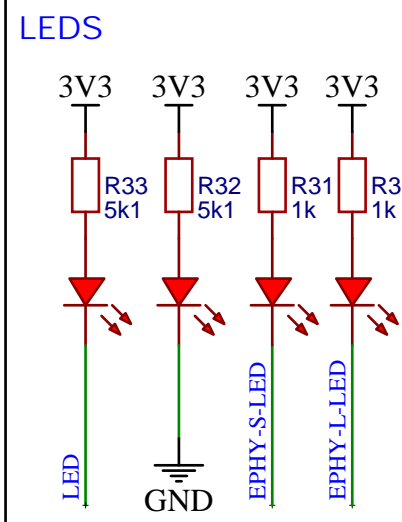 LEDS
3V3 3V3 3V3 3V3
R33 R32 R31 R3
5k1 5k1 1k 1k
LED
GND
EPHY-S-LED
EPHY-L-LED